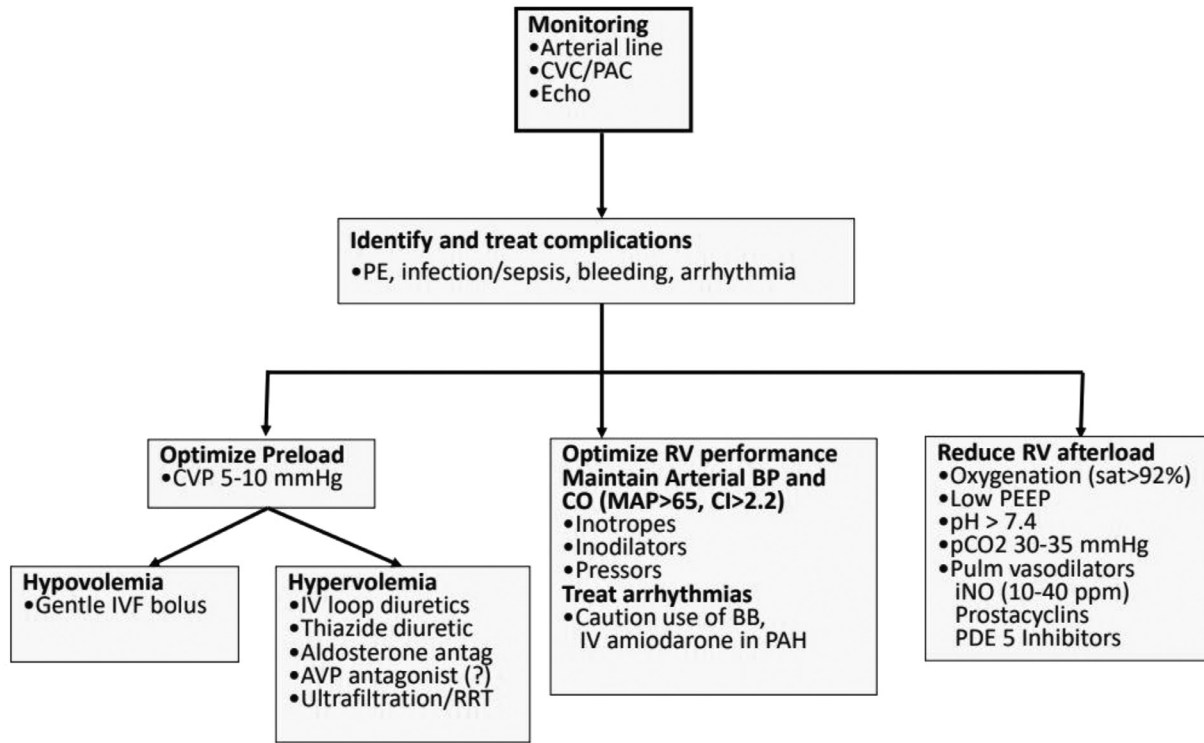 Monitoring
•Arterial line
•CVC/PAC
•Echo
Identify and treat complications
•PE, infection/sepsis, bleeding, arrhythmia
Optimize Preload
•CVP 5-10 mmHg
Hypovolemia
•Gentle IVF bolus
Hypervolemia
•IV loop diuretics
•Thiazide diuretic
•Aldosterone antag
•AVP antagonist (?)
•Ultrafiltration/RRT
Optimize RV performance
Maintain Arterial BP and
CO (MAP>65, CI>2.2)
•Inotropes
•Inodilators
•Pressors
Treat arrhythmias
•Caution use of BB,
IV amiodarone in PAH
Reduce RV afterload
•Oxygenation (sat>92%)
•Low PEEP
•pH > 7.4
•pCO2 30-35 mmHg
•Pulm vasodilators
iNO (10-40 ppm)
Prostacyclins
PDE 5 Inhibitors